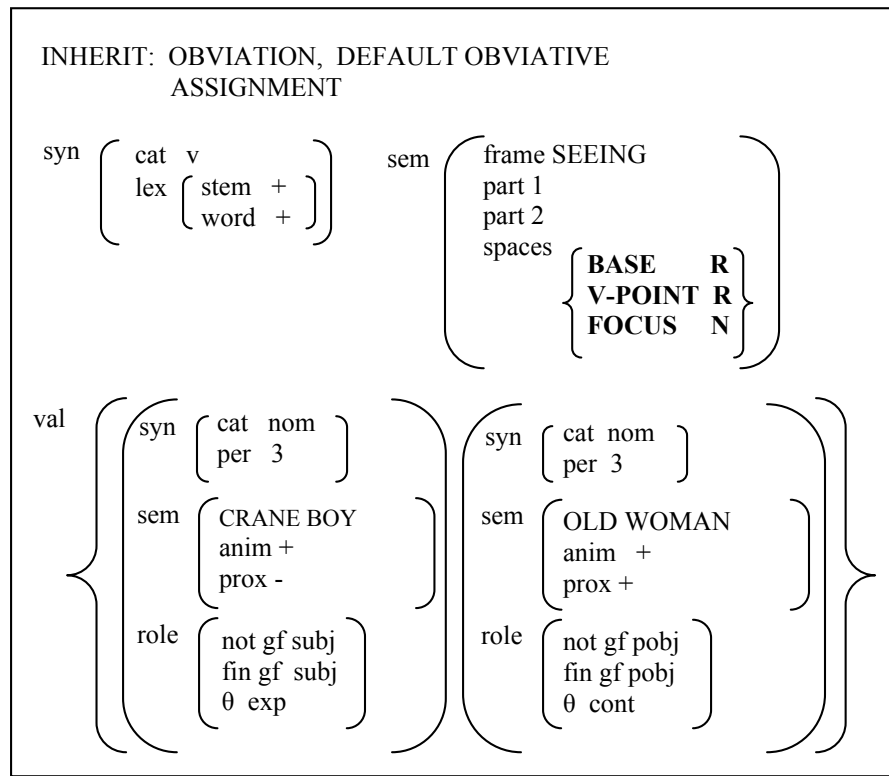 INHERIT: OBVIATION, DEFAULT OBVIATIVE
ASSIGNMENT
syn
cat v
lex
stem +
word +
sem
frame SEEING
part 1
part 2
spaces
BASE R
V-POINT R
FOCUS N
val
syn
cat nom
per 3
sem
CRANE BOY
anim +
prox -
role
not gf subj
fin gf subj
θ exp
syn
cat nom
per 3
sem
OLD WOMAN
anim +
prox +
role
not gf pobj
fin gf pobj
θ cont